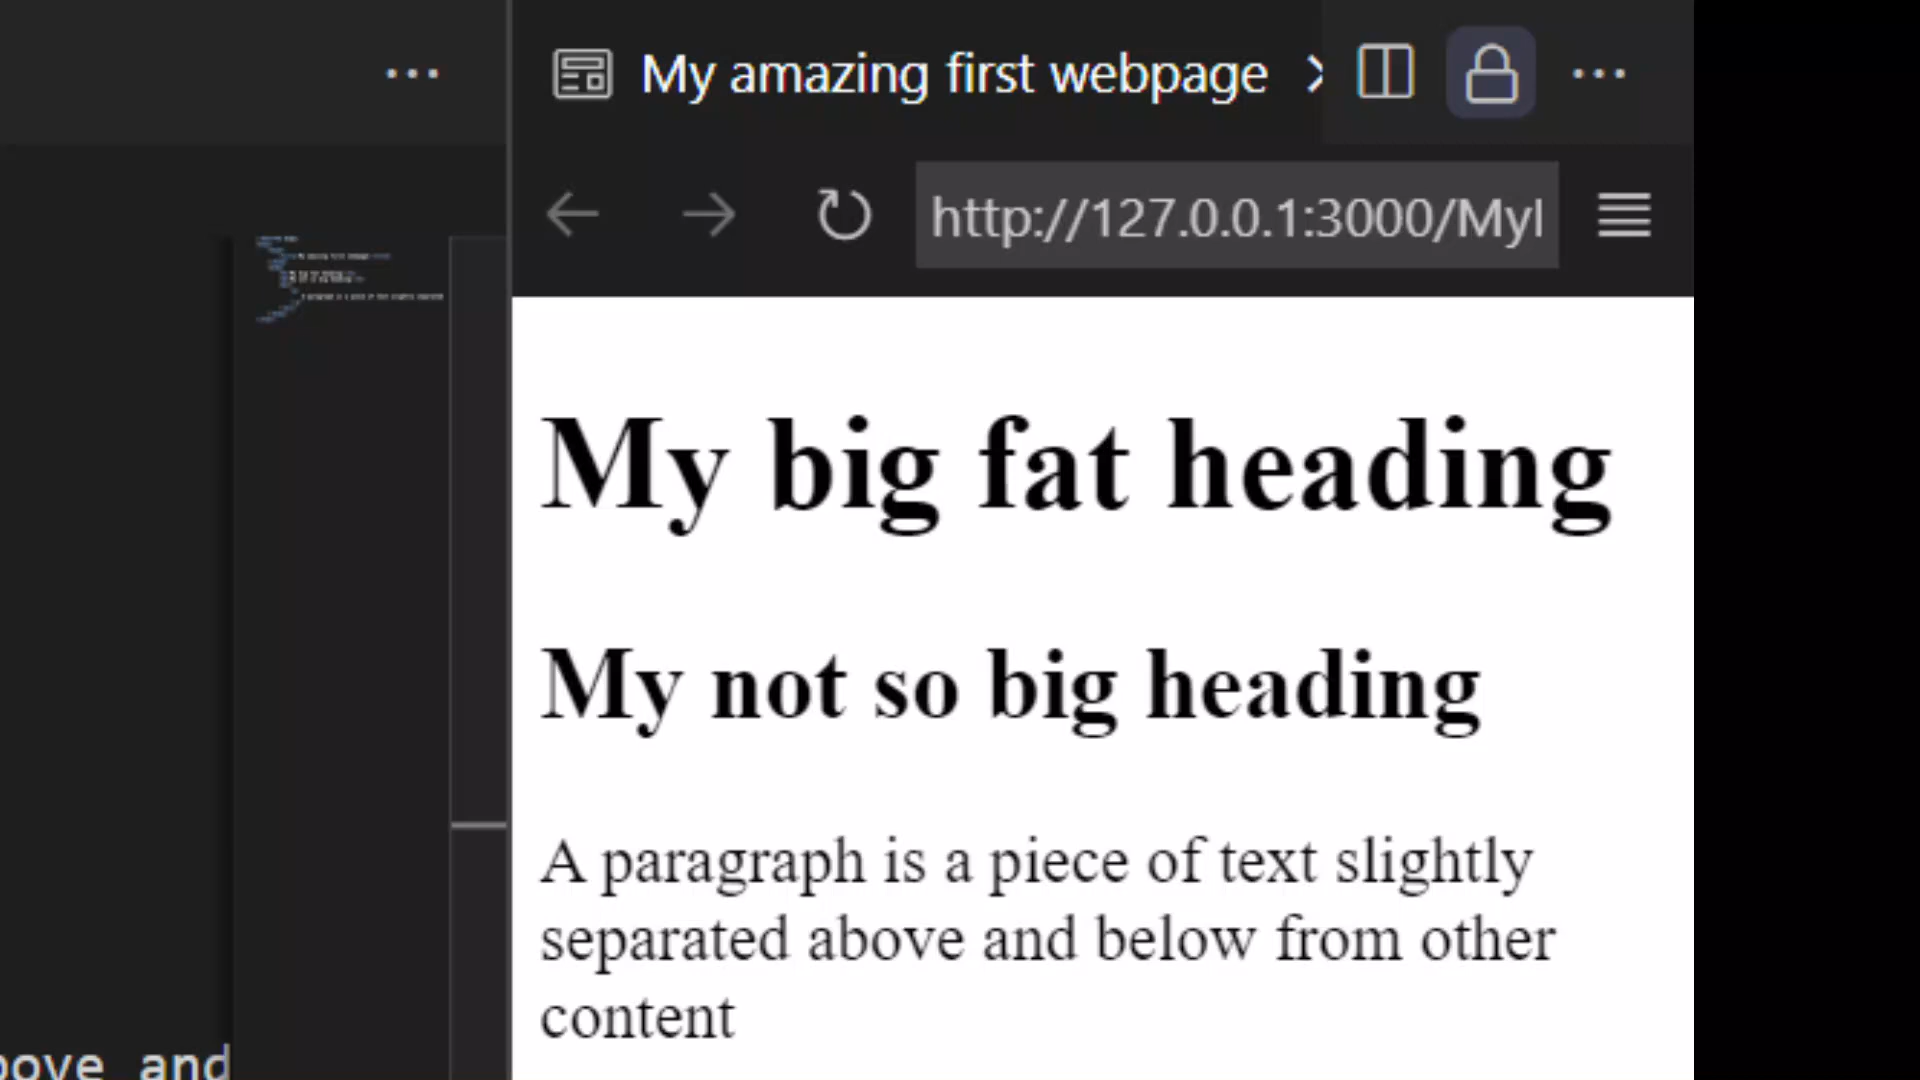 My amazing first webpage
http://127.0.0.1:3000/Myl
My big fat heading
My not so big heading
A paragraph is a piece of text slightly
separated above and below from other
content
and